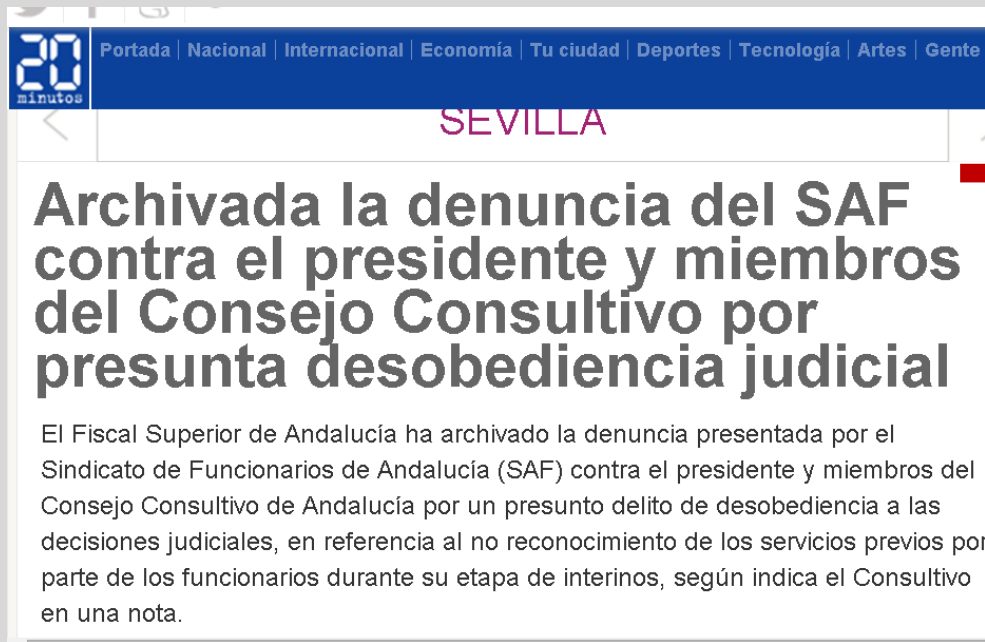 20
minutos
Portada | Nacional | Internacional | Economía | Tu ciudad | Deportes | Tecnología | Artes | Gente
SEVILLA
Archivada la denuncia del SAF
contra el presidente y miembros
del Consejo Consultivo por
presunta desobediencia judicial
El Fiscal Superior de Andalucía ha archivado la denuncia presentada por el
Sindicato de Funcionarios de Andalucía (SAF) contra el presidente y miembros del
Consejo Consultivo de Andalucía por un presunto delito de desobediencia a las
decisiones judiciales, en referencia al no reconocimiento de los servicios previos por
parte de los funcionarios durante su etapa de interinos, según indica el Consultivo
en una nota.